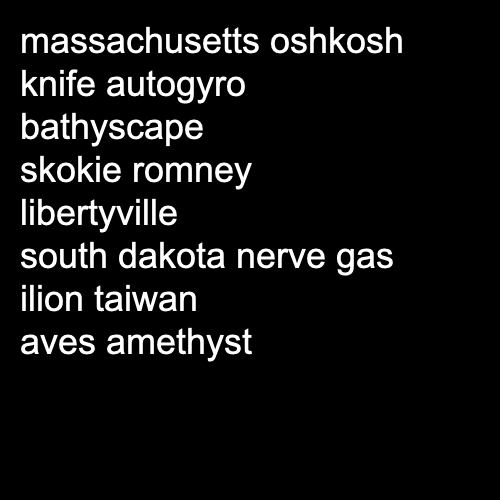 massachusetts oshkosh
knife autogyro
bathyscape
skokie romney
libertyville
south dakota nerve gas
ilion taiwan
aves amethyst